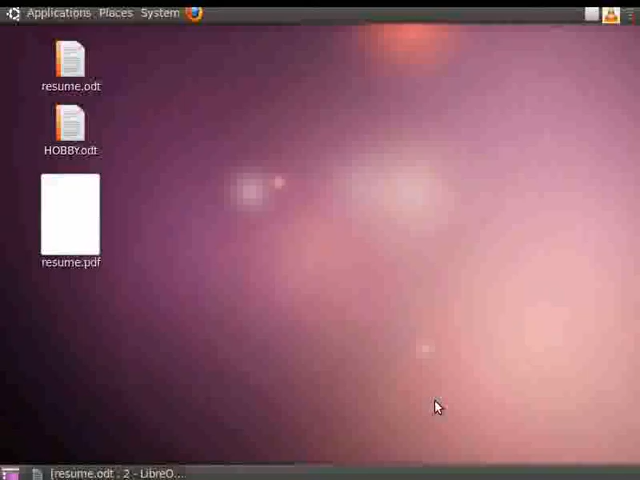 Applications Places System
resume.odt
HOBBY.odt
resume.pdf
[resume.odt : 2 - LibreO...